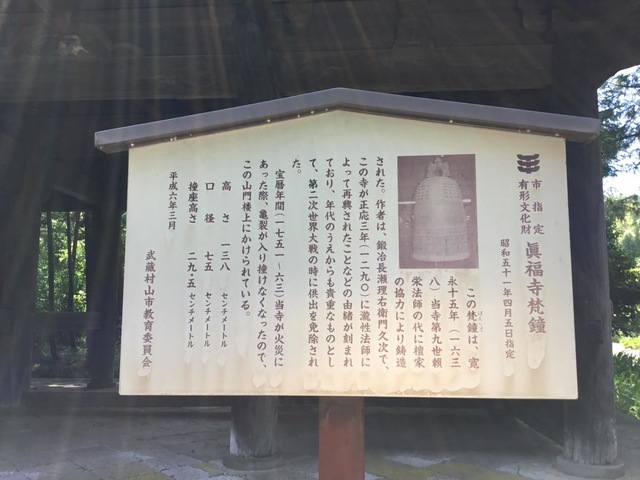 市指定
有形文化財
眞福寺梵鐘
昭和五十一年四月五日指定
この梵鐘は、寛
ぼんしょう
永十五年（一六三
八）当寺第九世頼
栄法師の代に檀家
の協力により鋳造
された。作者は、鍛冶長瀬理右衛門久次で、
この寺が正応三年（一二九〇）に瀧性法師に
よって再興されたことなどの由緒が刻まれ
ており、年代のうえからも貴重なものとし
て、第二次世界大戦の時に供出を免除され
た。
宝暦年間（一七五一～六三）当寺が火災に
あった際、亀裂が入り撞けなくなったので、
この山門楼上にかけられている。
高さ 一三八 センチメートル
口径 七五 センチメートル
撞座高さ 二九・五 センチメートル
平成六年三月
武蔵村山市教育委員会